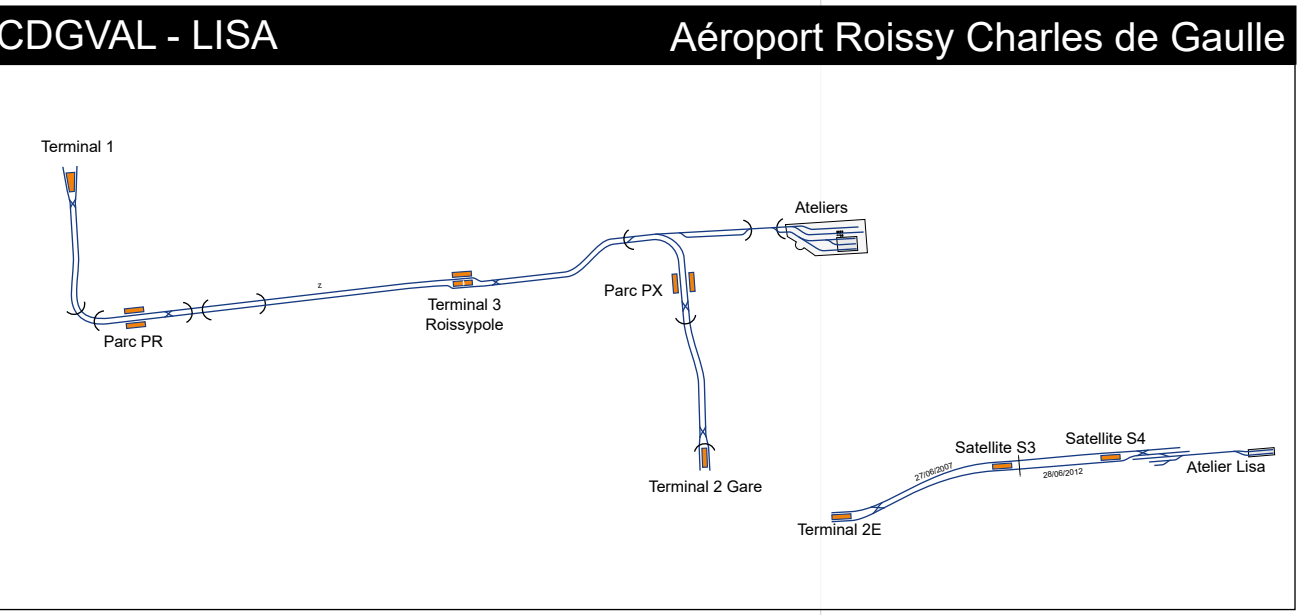 CDGVAL - LISA
Aéroport Roissy Charles de Gaulle
Terminal 1
Ateliers
z
Terminal 3
Roissypole
Parc PX
Parc PR
Satellite S3
Satellite S4
27/06/2007
28/06/2012
Atelier Lisa
Terminal 2 Gare
Terminal 2E